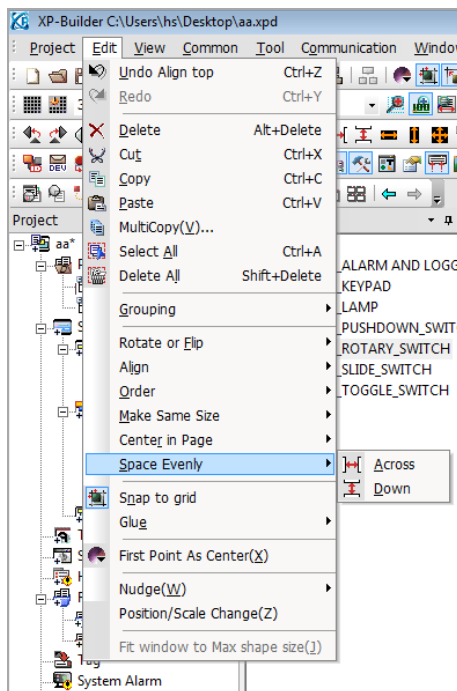 XP-Builder C:\Users\hs\Desktop\aa.xpd
Project Edit View Common Tool Communication Windo
Undo Align top Ctrl+Z
Redo Ctrl+Y
Delete Alt+Delete
Cut Ctrl+X
Copy Ctrl+C
Paste Ctrl+V
MultiCopy(V)...
Select All Ctrl+A
Delete All Shift+Delete
Grouping
Rotate or Flip
Align
Order
Make Same Size
Center in Page
Space Evenly
Across
Down
Snap to grid
Glue
First Point As Center(X)
Nudge(W)
Position/Scale Change(Z)
Fit window to Max shape size(J)
Project
aa*
_ALARM AND LOGG
_KEYPAD
_LAMP
_PUSHDOWN_SWIT
_ROTARY_SWITCH
_SLIDE_SWITCH
_TOGGLE_SWITCH
Tag
System Alarm